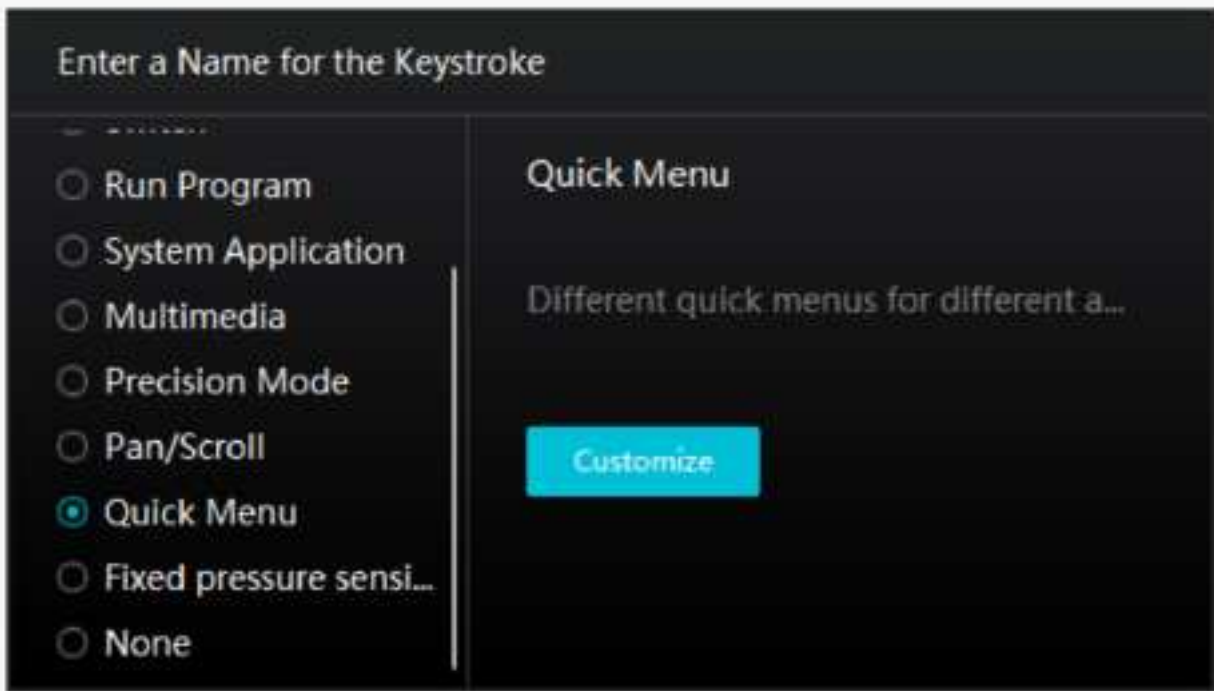 Enter a Name for the Keystroke
Run Program
System Application
Multimedia
Precision Mode
Pan/Scroll
Quick Menu
Fixed pressure sensi...
None
Quick Menu
Different quick menus for different a...
Customize